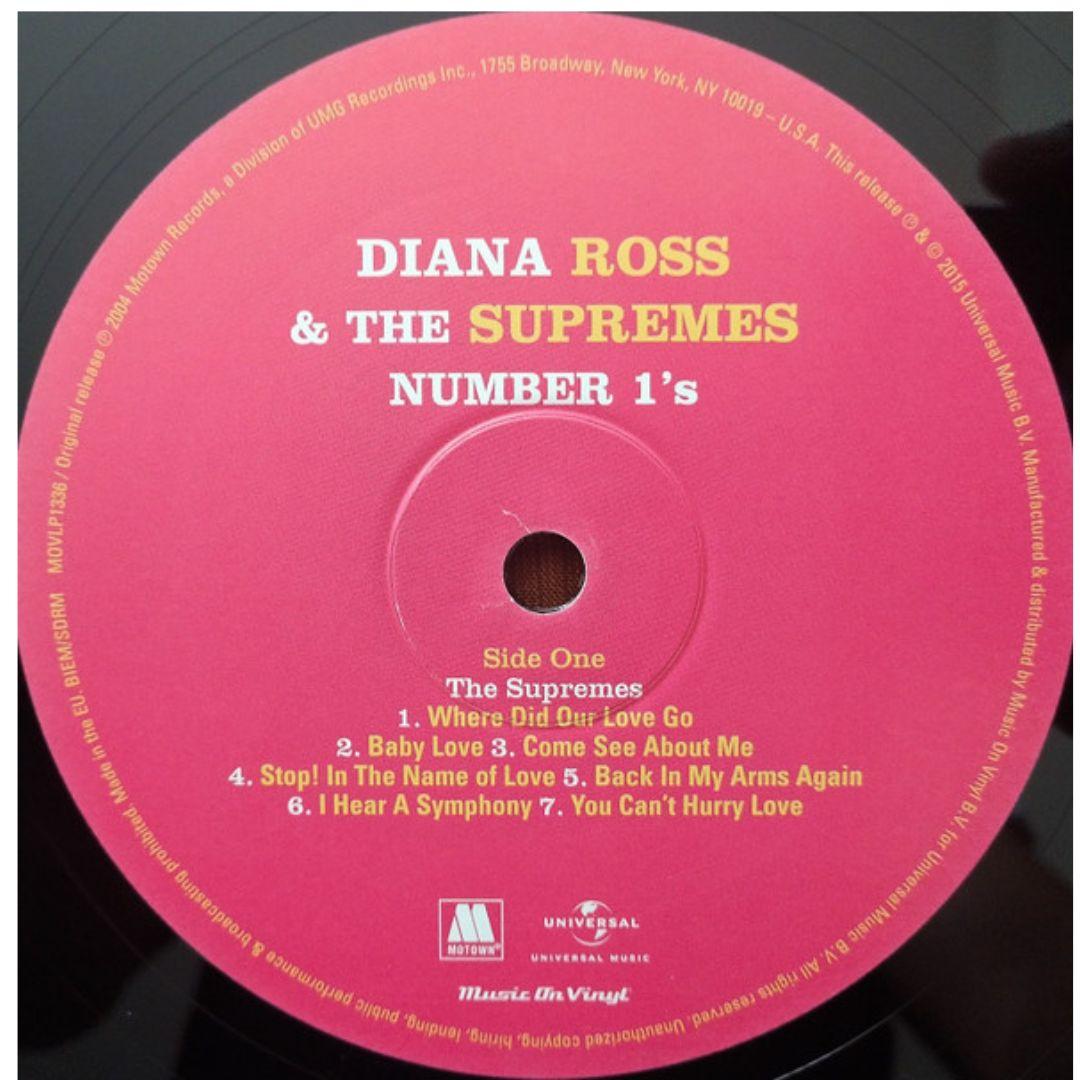 DIANA ROSS
& THE SUPREMES
NUMBER 1's
Side One
The Supremes
1. Where Did Our Love Go
2. Baby Love 3. Come See About Me
4. Stop! In The Name of Love 5. Back In My Arms Again
6. I Hear A Symphony 7. You Can't Hurry Love
MOTOWN®
UNIVERSAL
UNIVERSAL MUSIC
Music On Vinyl
MOVLP1336 / Original release ℗ 2004 Motown Records, a Division of UMG Recordings Inc., 1755 Broadway, New York, NY 10019 – U.S.A. This release ℗ & © 2015 Universal Music B.V. Manufactured & distributed by Music On Vinyl B.V. for Universal Music B.V. All rights reserved. Unauthorized copying, hiring, lending, public performance & broadcasting prohibited. Made in the EU. BIEM/SDRM